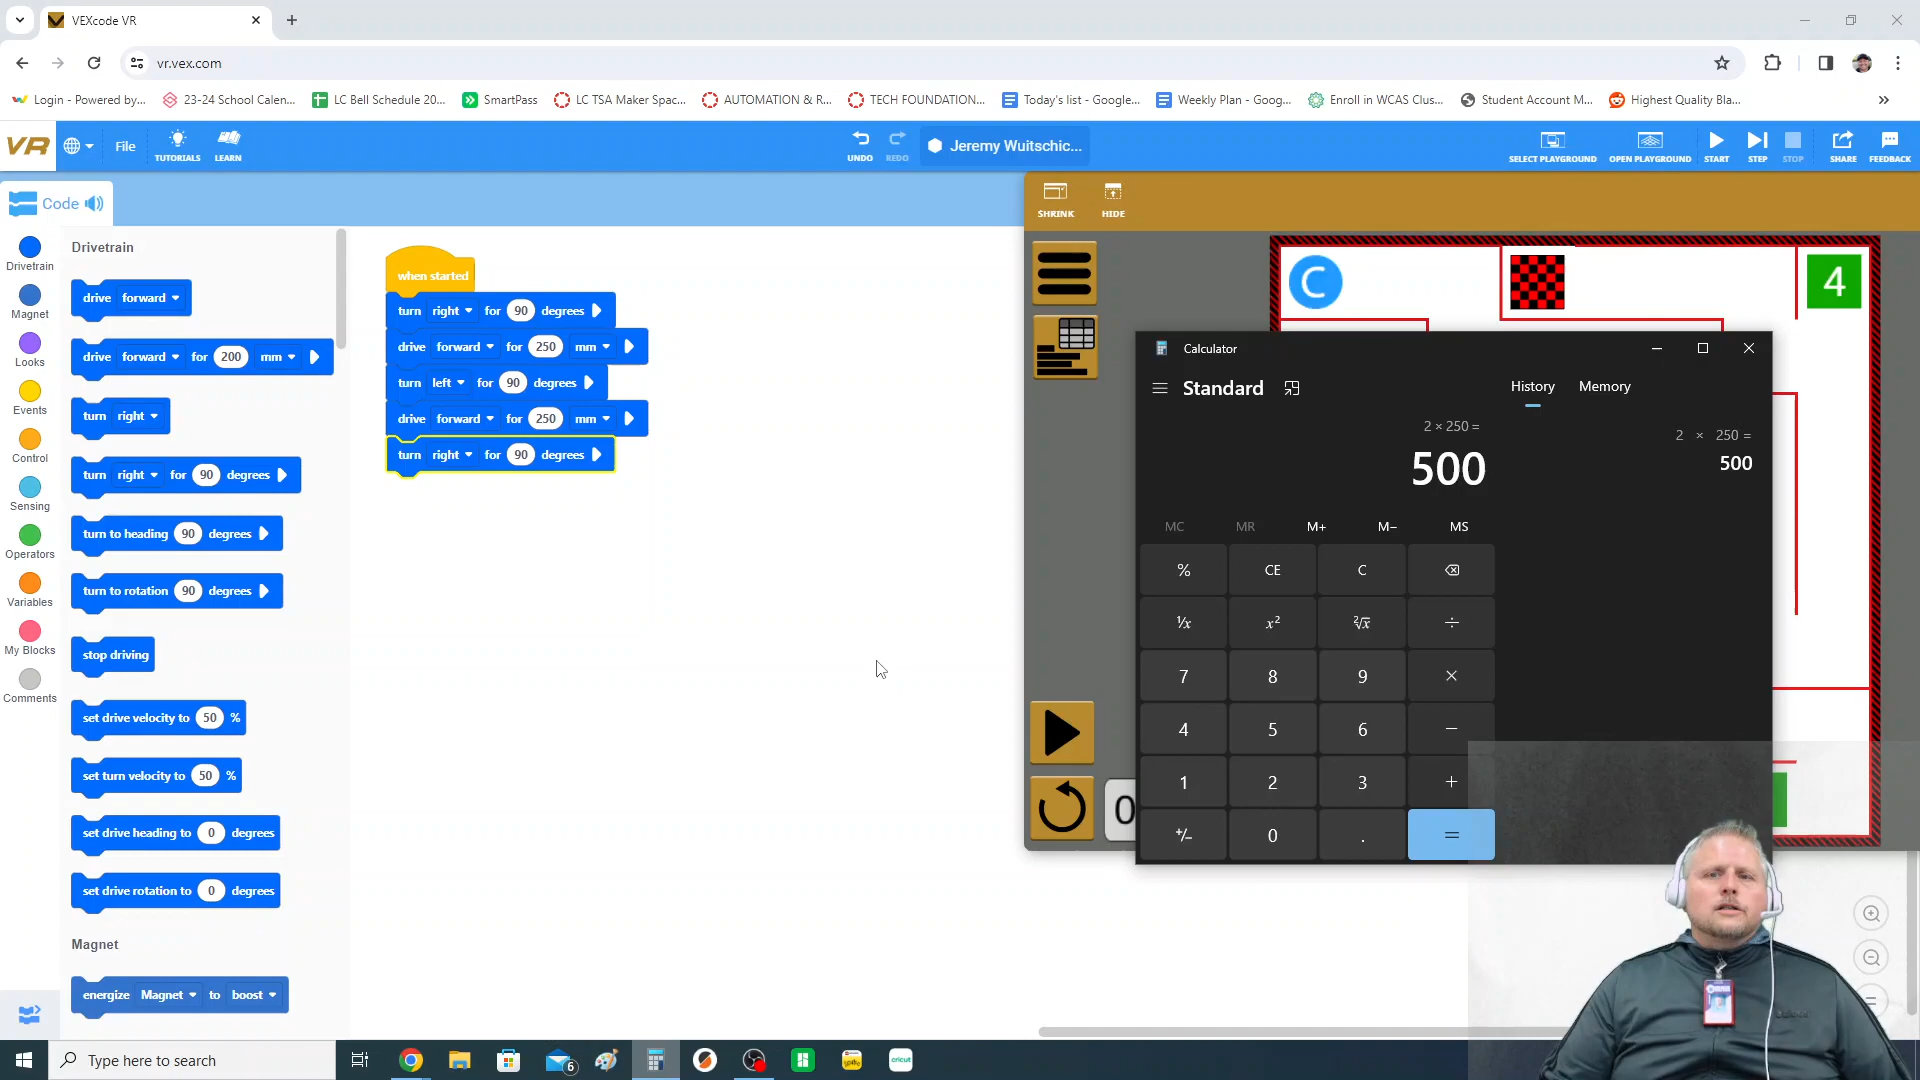 VEXcode VR
vr.vex.com
Login - Powered by...
23-24 School Calen...
LC Bell Schedule 20...
SmartPass
LC TSA Maker Spac...
AUTOMATION & R...
TECH FOUNDATION...
Today's list - Google...
Weekly Plan - Goog...
Enroll in WCAS Clus...
Student Account M...
Highest Quality Bla...
VR
File
TUTORIALS
LEARN
UNDO
REDO
Jeremy Wuitschic...
SELECT PLAYGROUND
OPEN PLAYGROUND
START
STEP
STOP
SHARE
FEEDBACK
Code
SHRINK
HIDE
Drivetrain
Magnet
Looks
Events
Control
Sensing
Operators
Variables
My Blocks
Comments
Drivetrain
drive forward
drive forward for 200 mm
turn right
turn right for 90 degrees
turn to heading 90 degrees
turn to rotation 90 degrees
stop driving
set drive velocity to 50 %
set turn velocity to 50 %
set drive heading to 0 degrees
set drive rotation to 0 degrees
Magnet
energize Magnet to boost
when started
turn right for 90 degrees
drive forward for 250 mm
turn left for 90 degrees
drive forward for 250 mm
turn right for 90 degrees
C
4
0
Calculator
Standard
History
Memory
2 × 250 =
500
2 × 250 =
500
MC MR M+ M− MS
% CE C
⅟x x² ²√x ÷
7 8 9 ×
4 5 6 −
1 2 3 +
+/− 0 . =
Type here to search
6
cricut